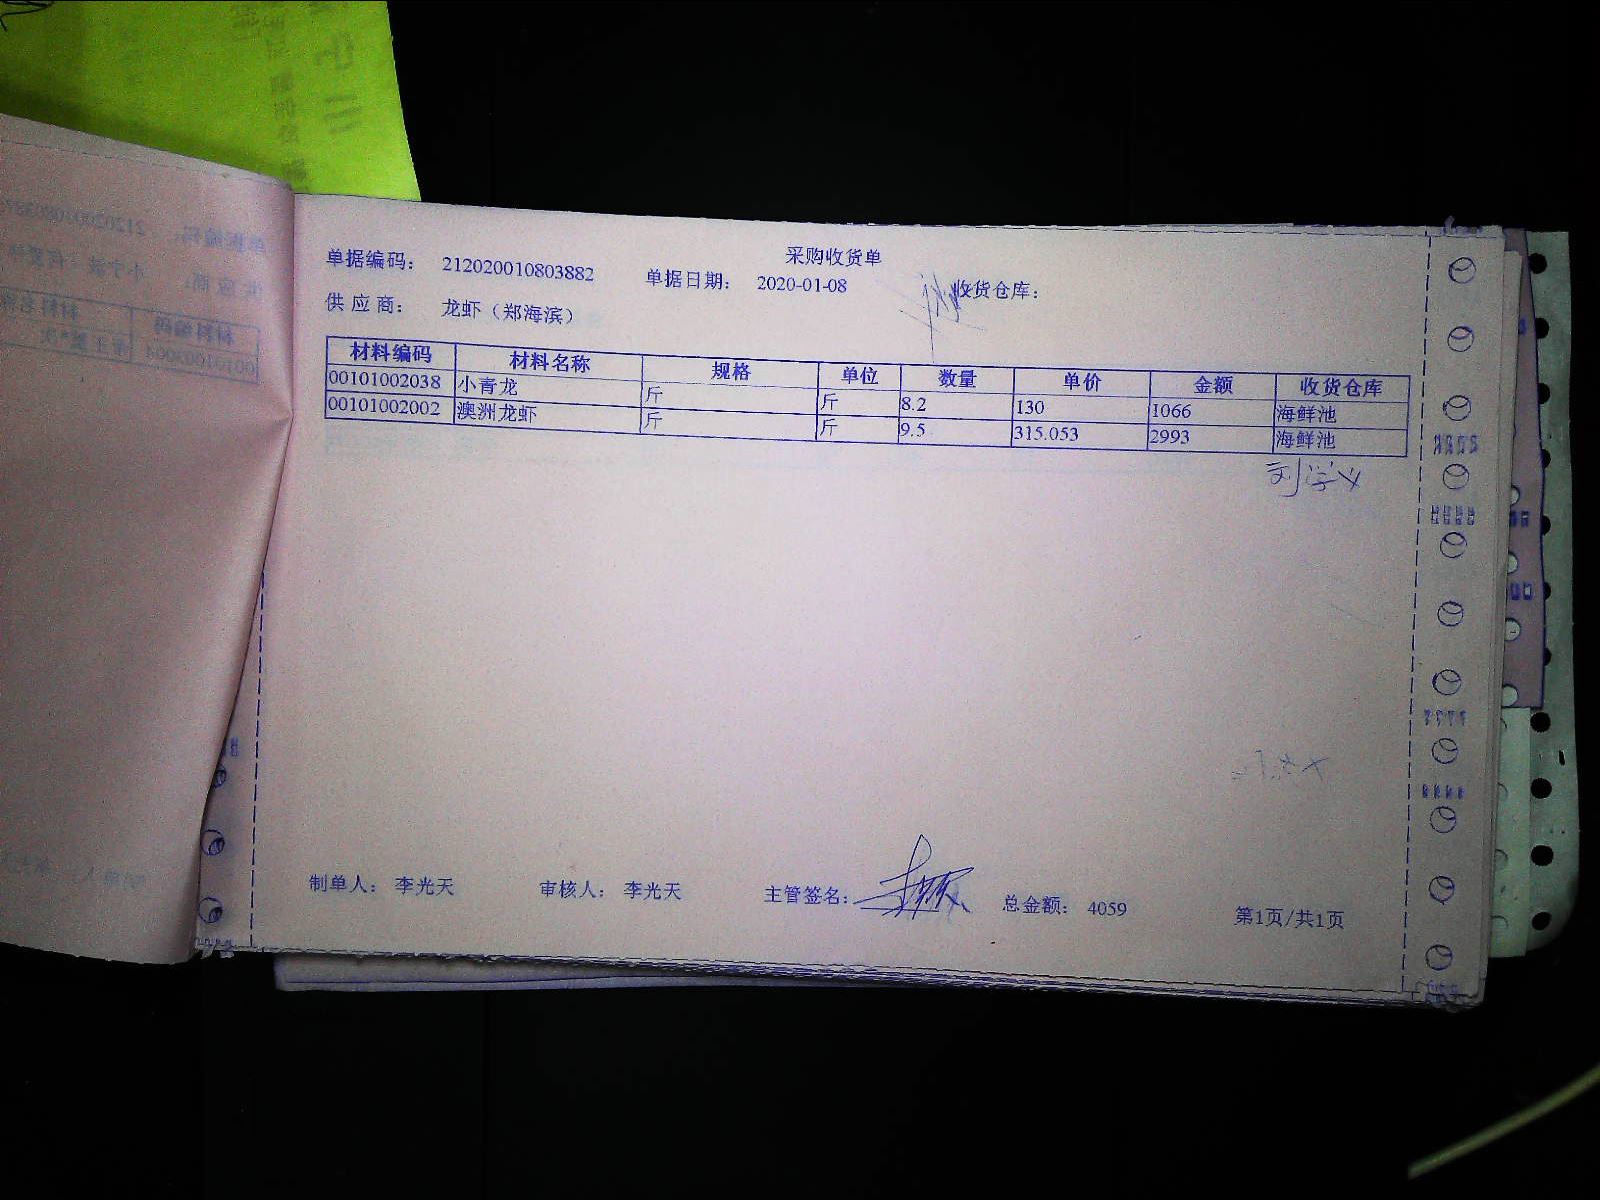 采购收货单
单据编码： 212020010803882 单据日期： 2020-01-08 收货仓库：
供 应 商： 龙虾（郑海滨）
材料编码 材料名称 规格 单位 数量 单价 金额 收货仓库
00101002038 小青龙 斤 斤 8.2 130 1066 海鲜池
00101002002 澳洲龙虾 斤 斤 9.5 315.053 2993 海鲜池
刘学义
制单人： 李光天 审核人： 李光天 主管签名： 总金额： 4059 第1页/共1页